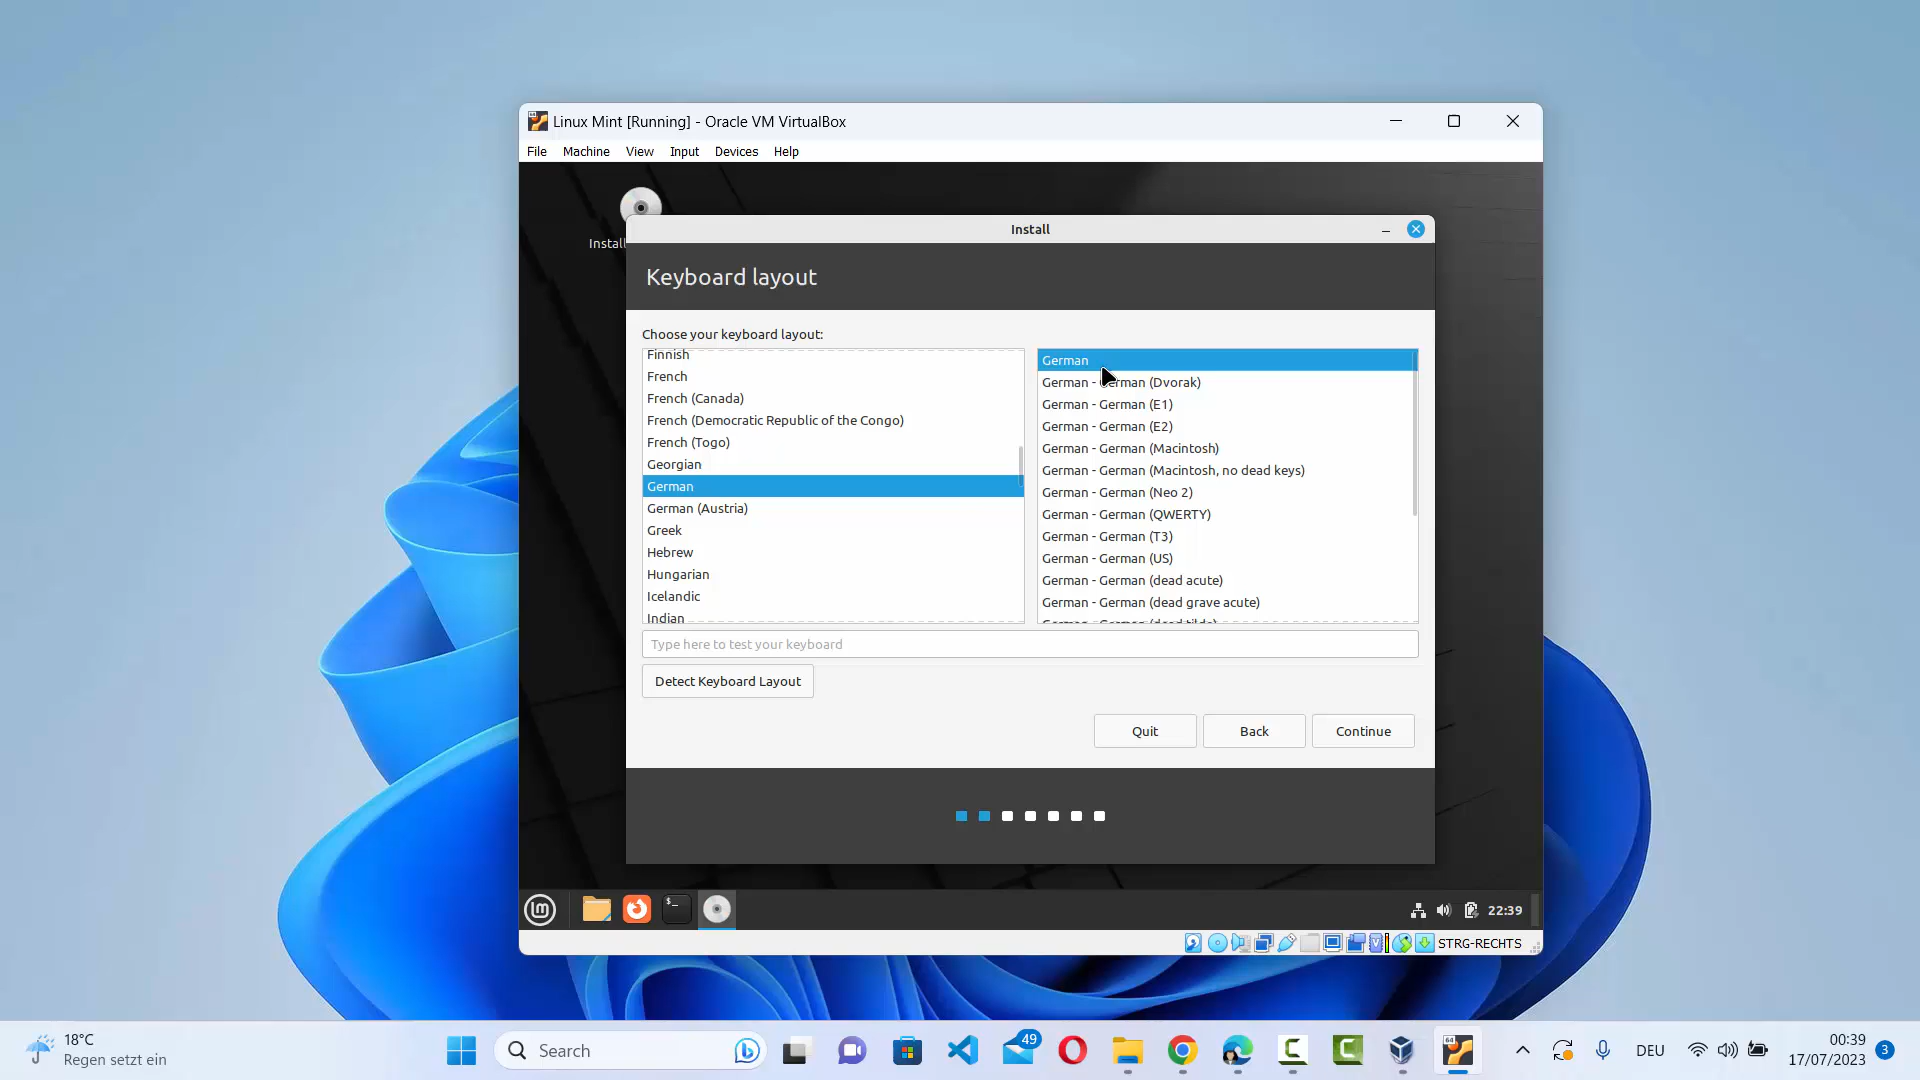 Linux Mint [Running] - Oracle VM VirtualBox
File Machine View Input Devices Help
Install
Install
Keyboard layout
Choose your keyboard layout:
Finnish
French
French (Canada)
French (Democratic Republic of the Congo)
French (Togo)
Georgian
German
German (Austria)
Greek
Hebrew
Hungarian
Icelandic
Indian
German
German - German (Dvorak)
German - German (E1)
German - German (E2)
German - German (Macintosh)
German - German (Macintosh, no dead keys)
German - German (Neo 2)
German - German (QWERTY)
German - German (T3)
German - German (US)
German - German (dead acute)
German - German (dead grave acute)
German - German (dead tilde)
Type here to test your keyboard
Detect Keyboard Layout
Quit Back Continue
22:39
STRG-RECHTS
18°C
Regen setzt ein
Search
49
DEU
00:39
17/07/2023
3
64